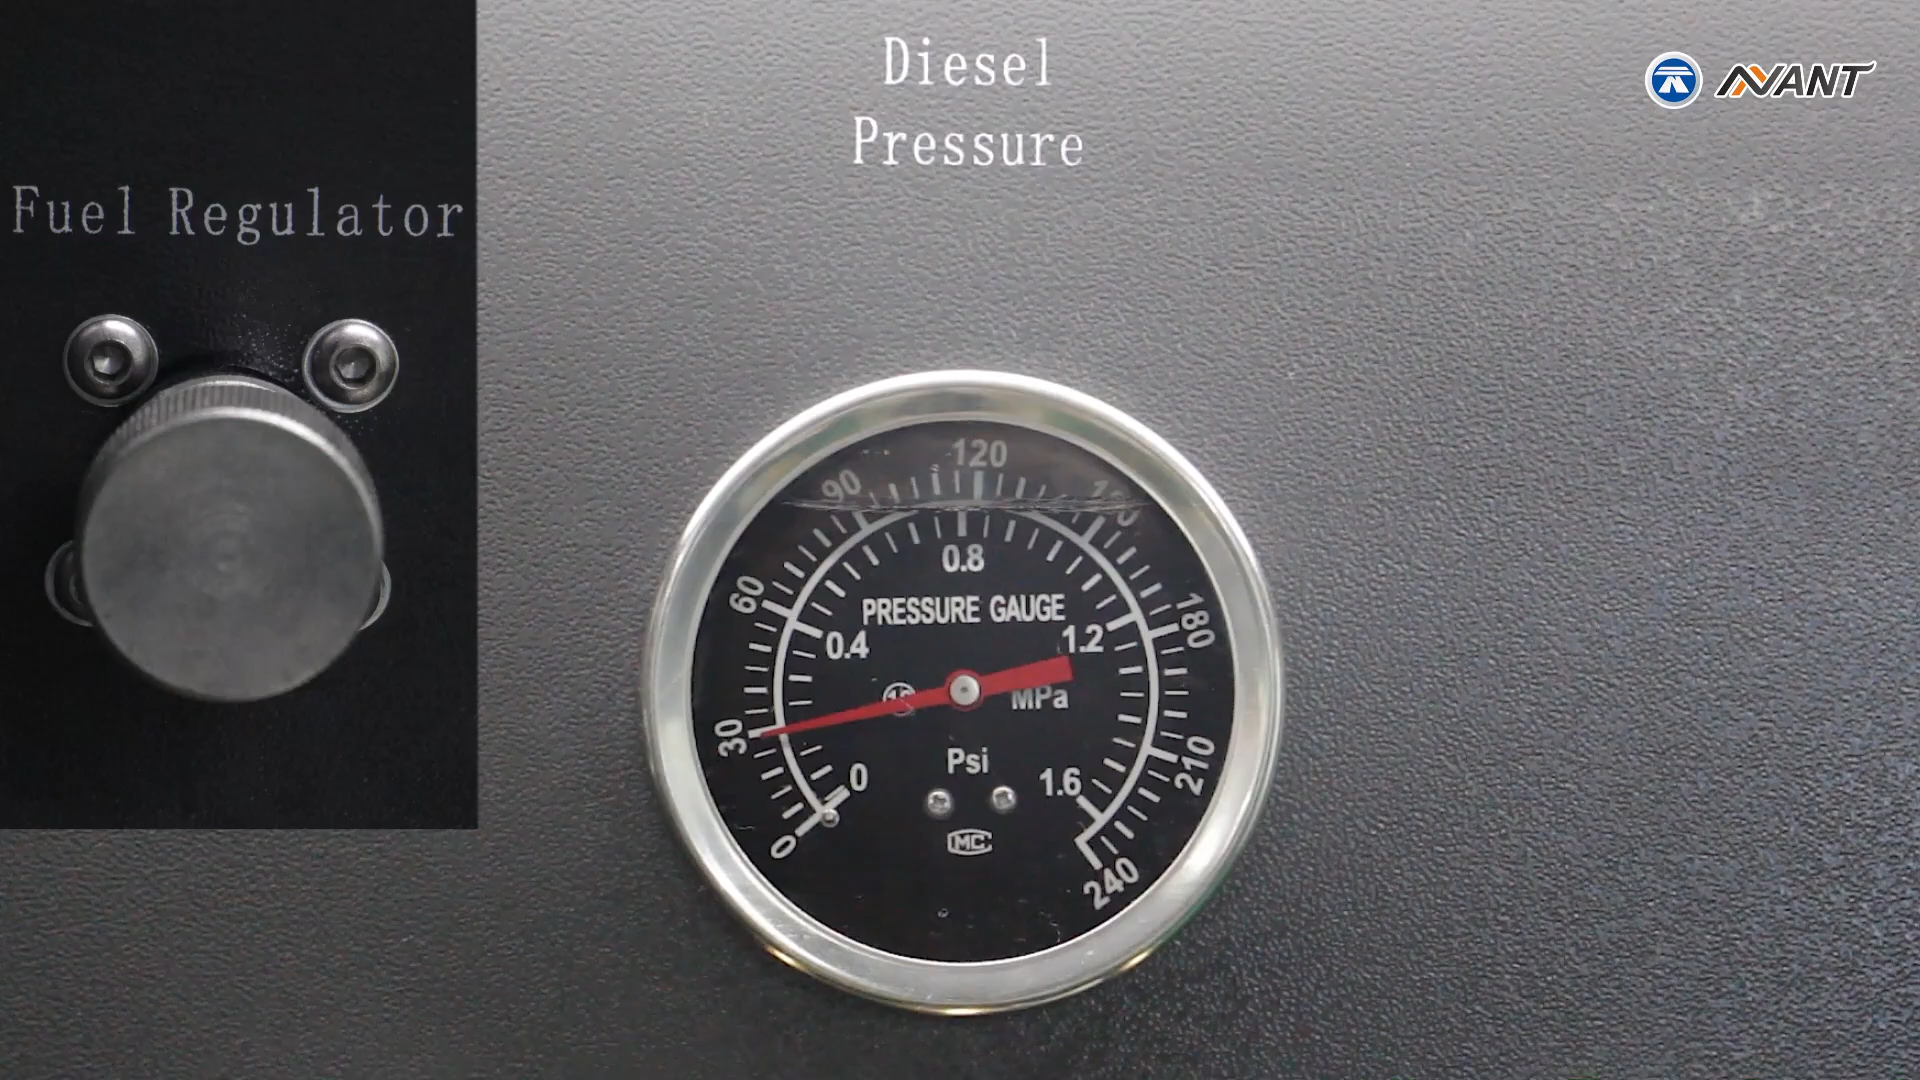 Diesel
Pressure
AVANT
Fuel Regulator
120
90
60
0.8
PRESSURE GAUGE
180
0.4
1.2
MPa
30
Psi
210
0
1.6
0
MC
240